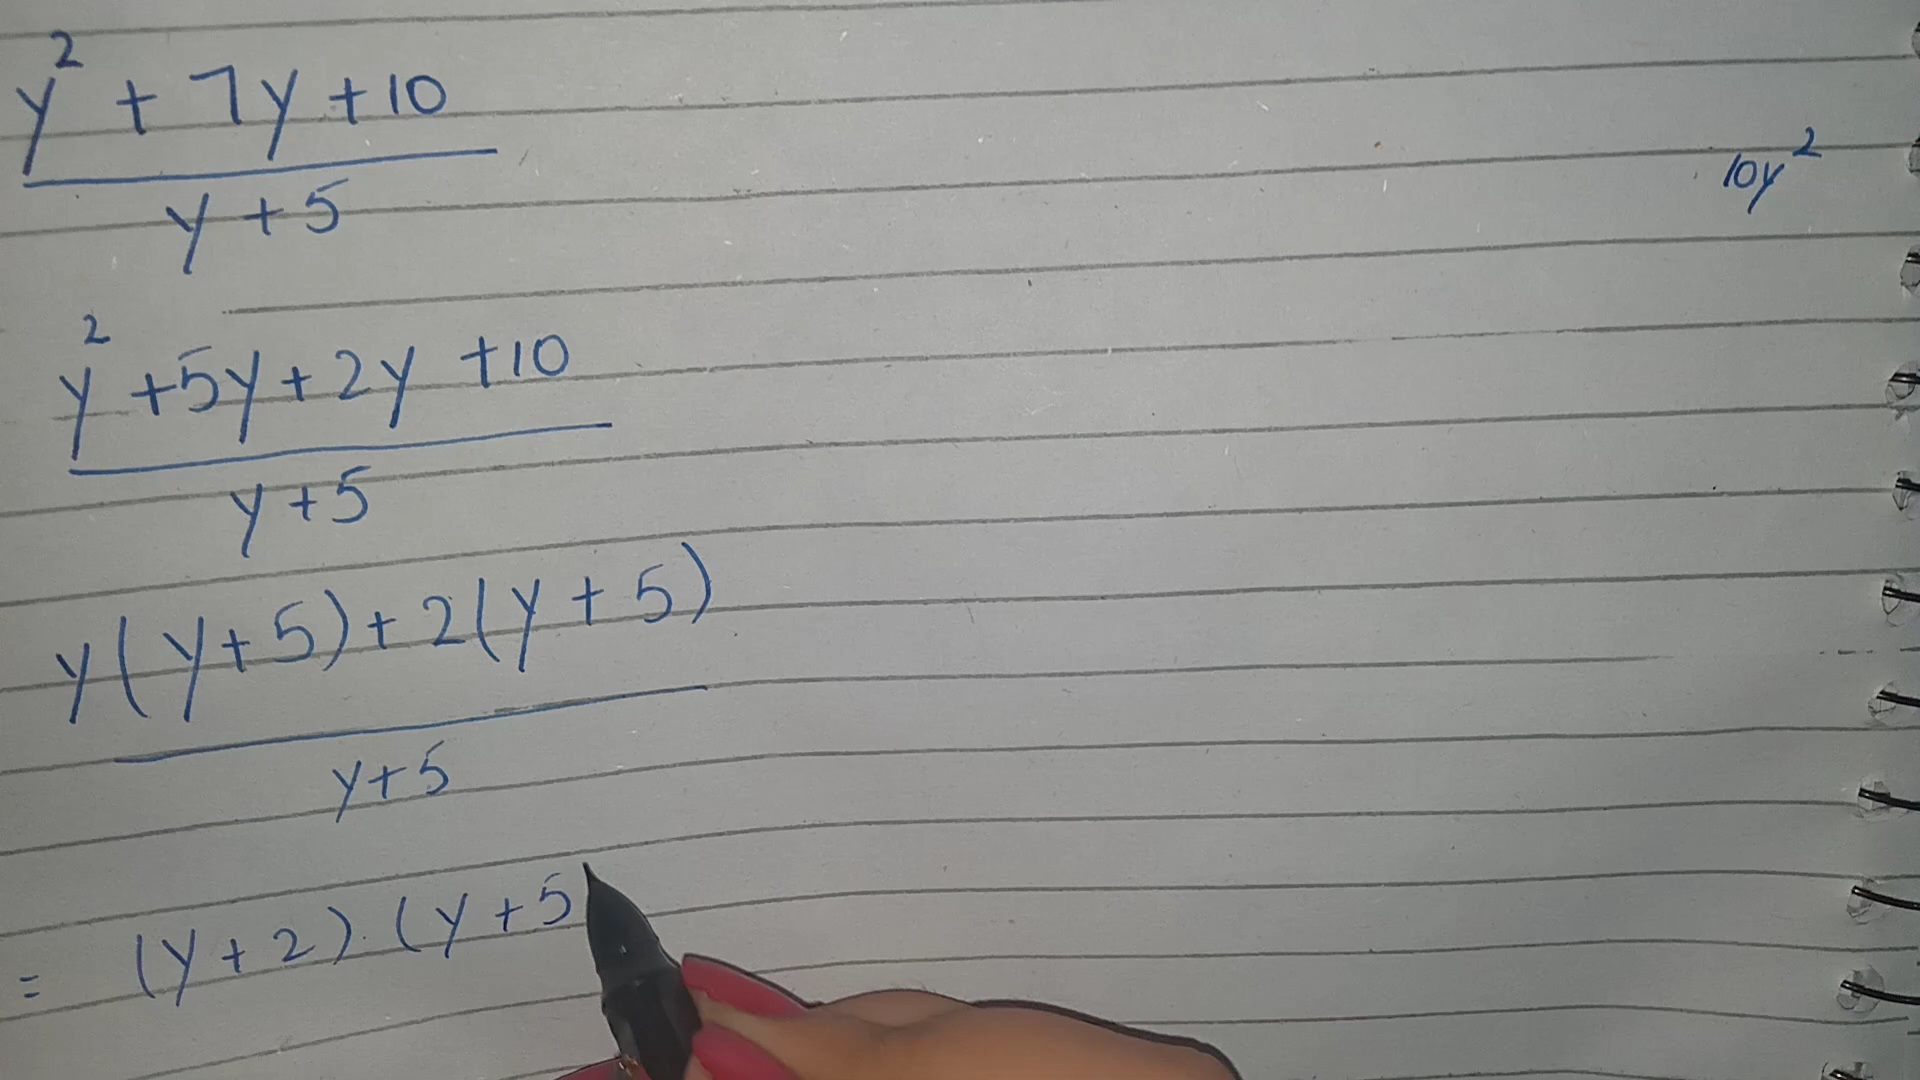 y² + 7y + 10
y + 5
10y²
y² + 5y + 2y + 10
y + 5
y(y + 5) + 2(y + 5)
y + 5
= (y + 2) . (y + 5